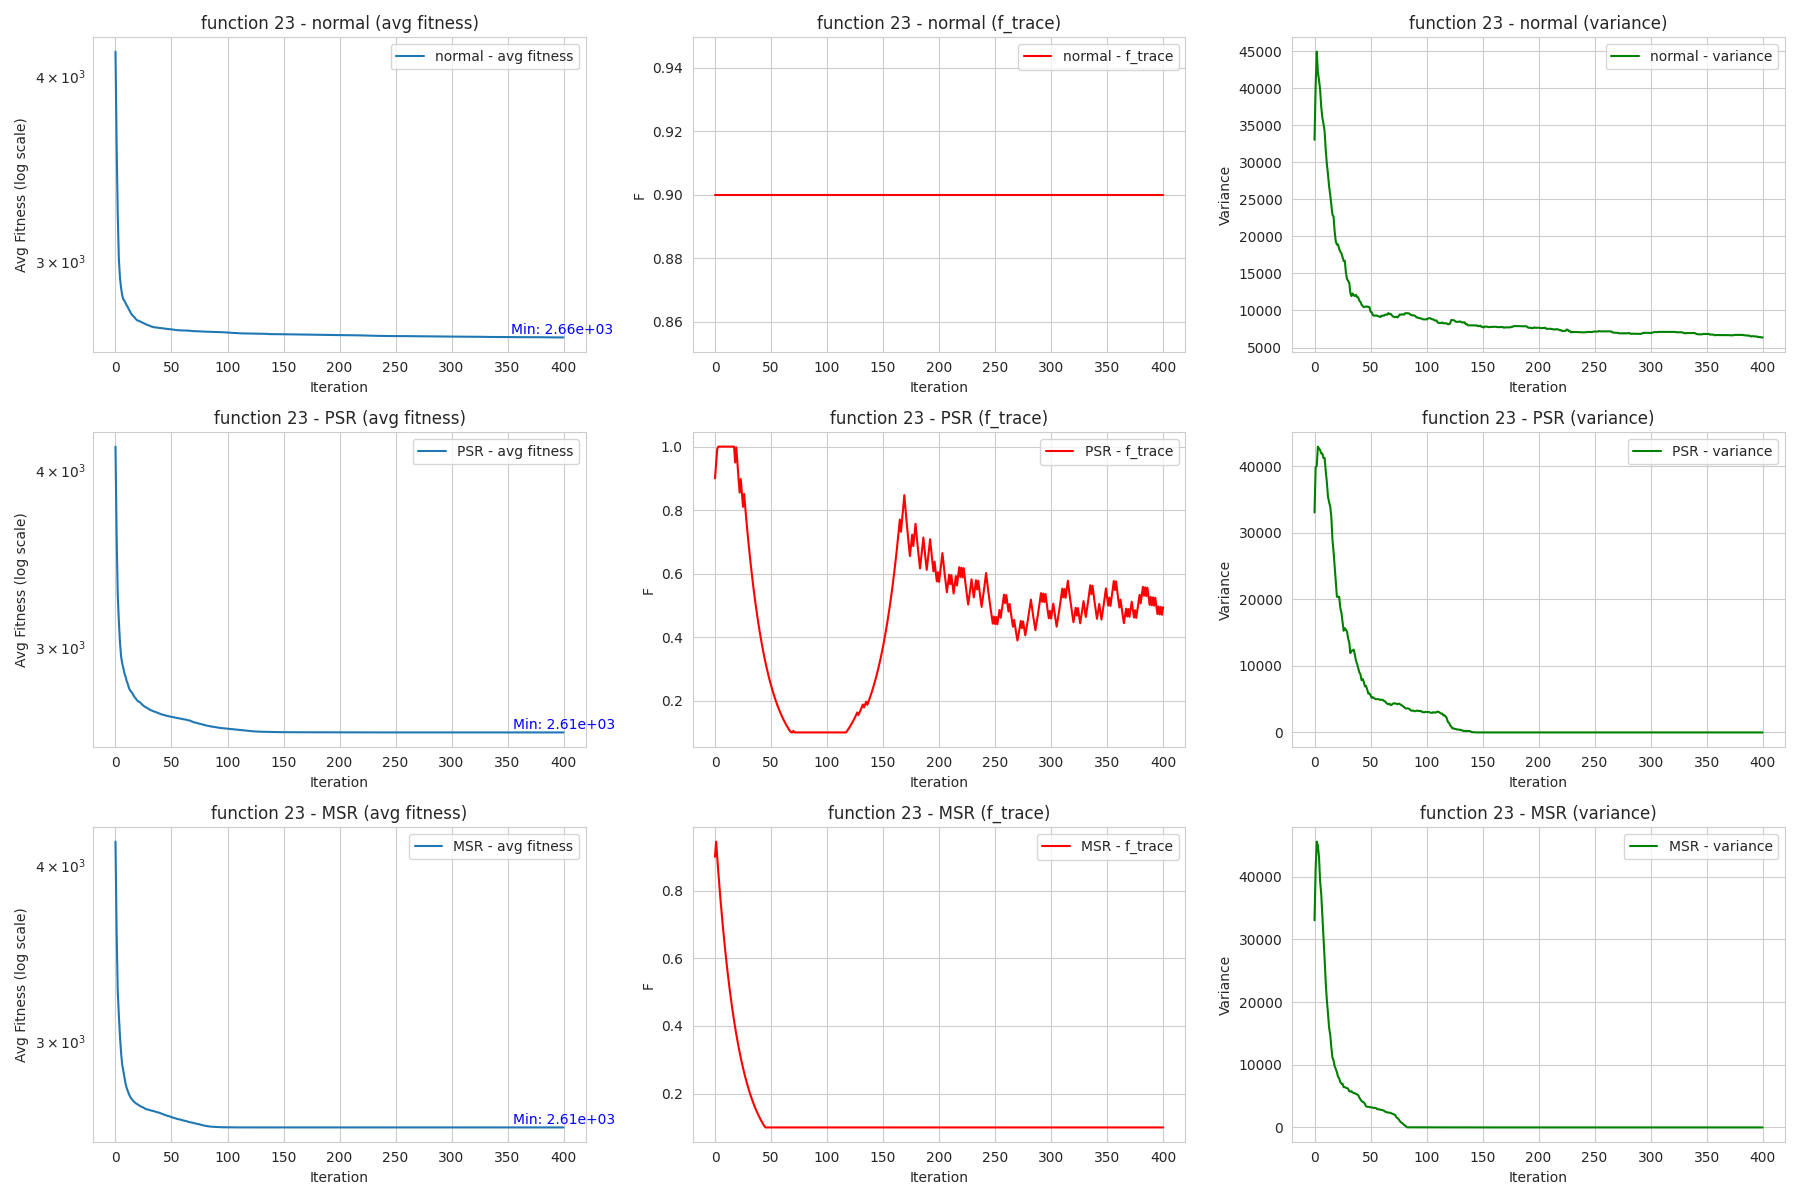 function 23 - normal (avg fitness)
normal - avg fitness
Avg Fitness (log scale)
4 × 10³
3 × 10³
Min: 2.66e+03
0 50 100 150 200 250 300 350 400
Iteration
function 23 - normal (f_trace)
normal - f_trace
F
0.94
0.92
0.90
0.88
0.86
0 50 100 150 200 250 300 350 400
Iteration
function 23 - normal (variance)
normal - variance
Variance
45000
40000
35000
30000
25000
20000
15000
10000
5000
0 50 100 150 200 250 300 350 400
Iteration
function 23 - PSR (avg fitness)
PSR - avg fitness
Avg Fitness (log scale)
4 × 10³
3 × 10³
Min: 2.61e+03
0 50 100 150 200 250 300 350 400
Iteration
function 23 - PSR (f_trace)
PSR - f_trace
F
1.0
0.8
0.6
0.4
0.2
0 50 100 150 200 250 300 350 400
Iteration
function 23 - PSR (variance)
PSR - variance
Variance
40000
30000
20000
10000
0
0 50 100 150 200 250 300 350 400
Iteration
function 23 - MSR (avg fitness)
MSR - avg fitness
Avg Fitness (log scale)
4 × 10³
3 × 10³
Min: 2.61e+03
0 50 100 150 200 250 300 350 400
Iteration
function 23 - MSR (f_trace)
MSR - f_trace
F
0.8
0.6
0.4
0.2
0 50 100 150 200 250 300 350 400
Iteration
function 23 - MSR (variance)
MSR - variance
Variance
40000
30000
20000
10000
0
0 50 100 150 200 250 300 350 400
Iteration